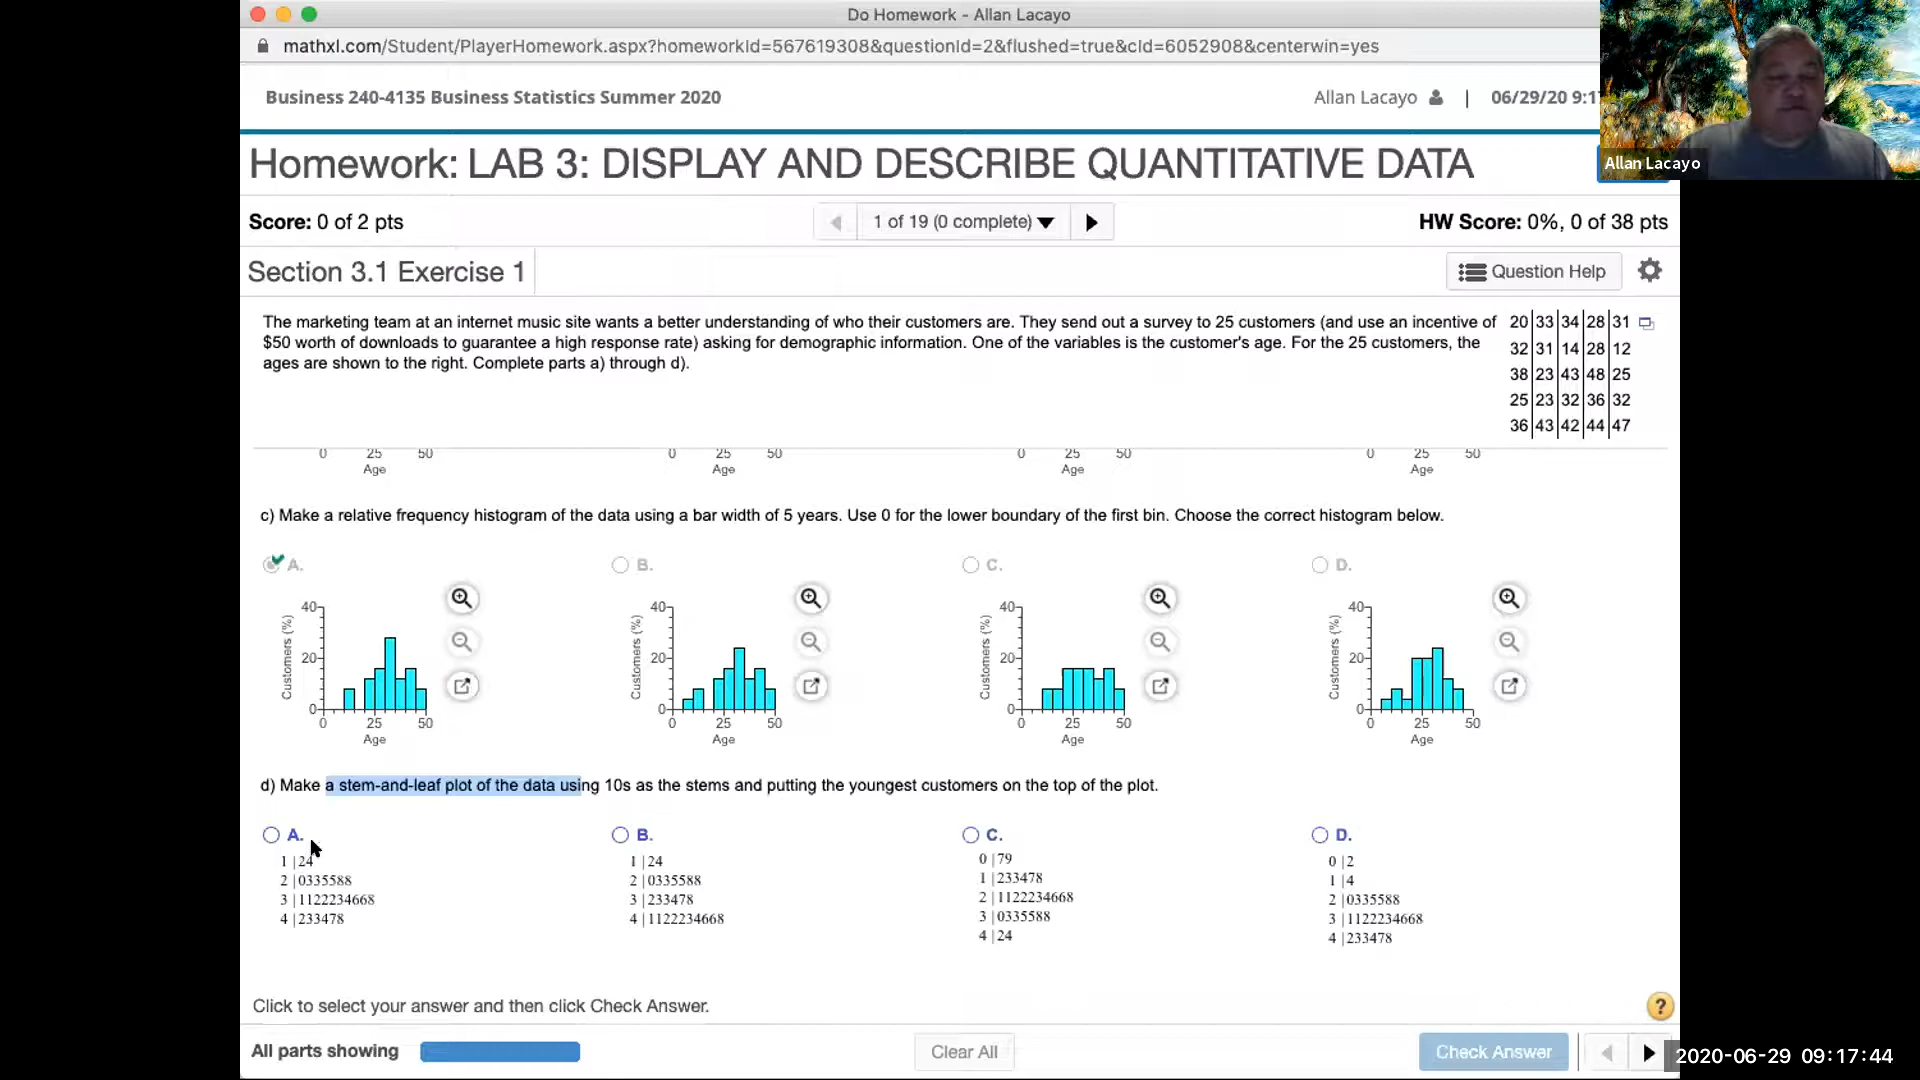 Do Homework - Allan Lacayo
mathxl.com/Student/PlayerHomework.aspx?homeworkId=567619308&questionId=2&flushed=true&cId=6052908&centerwin=yes
Business 240-4135 Business Statistics Summer 2020
Allan Lacayo | 06/29/20 9:1
Allan Lacayo
Homework: LAB 3: DISPLAY AND DESCRIBE QUANTITATIVE DATA
Score: 0 of 2 pts
1 of 19 (0 complete)
HW Score: 0%, 0 of 38 pts
Section 3.1 Exercise 1
Question Help
The marketing team at an internet music site wants a better understanding of who their customers are. They send out a survey to 25 customers (and use an incentive of
$50 worth of downloads to guarantee a high response rate) asking for demographic information. One of the variables is the customer's age. For the 25 customers, the
ages are shown to the right. Complete parts a) through d).
20 33 34 28 31
32 31 14 28 12
38 23 43 48 25
25 23 32 36 32
36 43 42 44 47
0 25 50
Age
0 25 50
Age
0 25 50
Age
0 25 50
Age
c) Make a relative frequency histogram of the data using a bar width of 5 years. Use 0 for the lower boundary of the first bin. Choose the correct histogram below.
A.
Customers (%)
40
20
0
0 25 50
Age
B.
Customers (%)
40
20
0
0 25 50
Age
C.
Customers (%)
40
20
0
0 25 50
Age
D.
Customers (%)
40
20
0
0 25 50
Age
d) Make a stem-and-leaf plot of the data using 10s as the stems and putting the youngest customers on the top of the plot.
A.
1 | 24
2 | 0335588
3 | 1122234668
4 | 233478
B.
1 | 24
2 | 0335588
3 | 233478
4 | 1122234668
C.
0 | 79
1 | 233478
2 | 1122234668
3 | 0335588
4 | 24
D.
0 | 2
1 | 4
2 | 0335588
3 | 1122234668
4 | 233478
Click to select your answer and then click Check Answer.
?
All parts showing
Clear All
Check Answer
2020-06-29 09:17:44